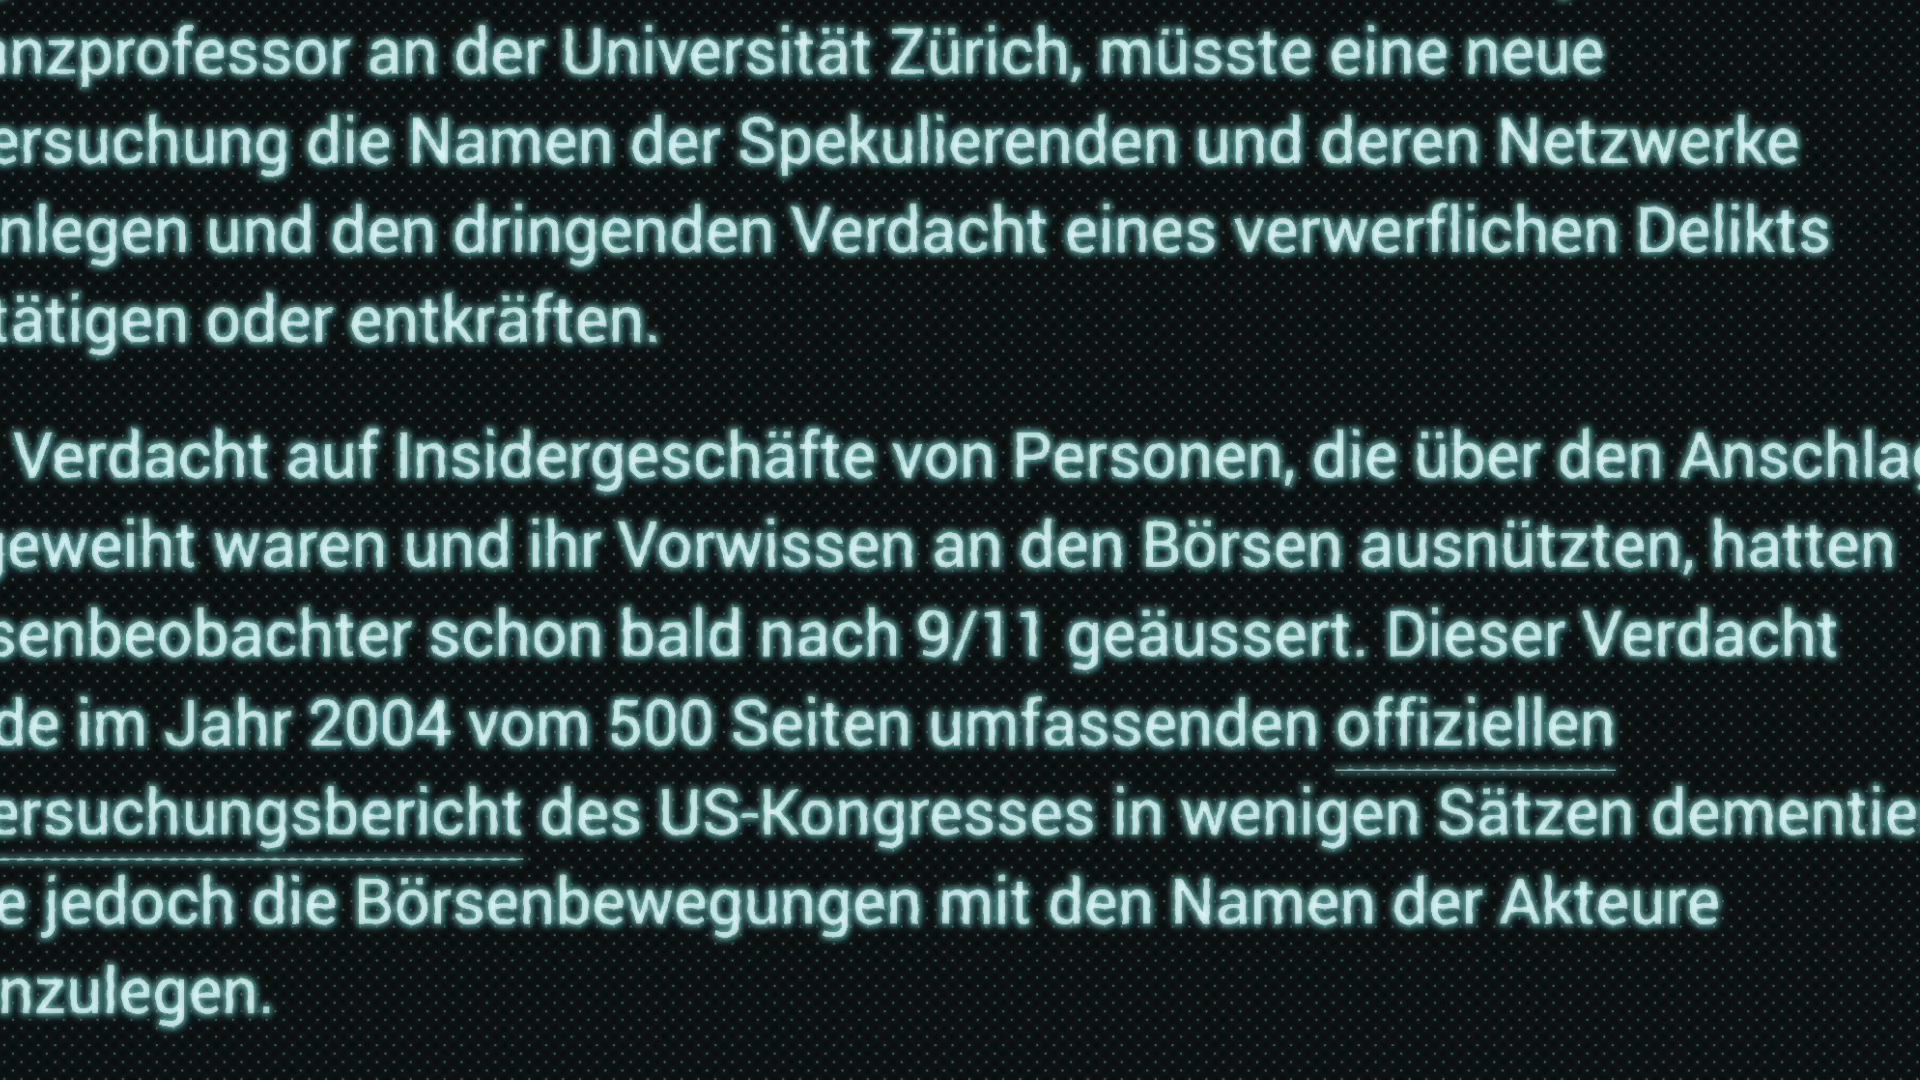 anzprofessor an der Universität Zürich, müsste eine neue
ersuchung die Namen der Spekulierenden und deren Netzwerke
nlegen und den dringenden Verdacht eines verwerflichen Delikts
tätigen oder entkräften.
Verdacht auf Insidergeschäfte von Personen, die über den Anschlag
geweiht waren und ihr Vorwissen an den Börsen ausnützten, hatten
senbeobachter schon bald nach 9/11 geäussert. Dieser Verdacht
de im Jahr 2004 vom 500 Seiten umfassenden offiziellen
ersuchungsbericht des US-Kongresses in wenigen Sätzen dementie
e jedoch die Börsenbewegungen mit den Namen der Akteure
nzulegen.